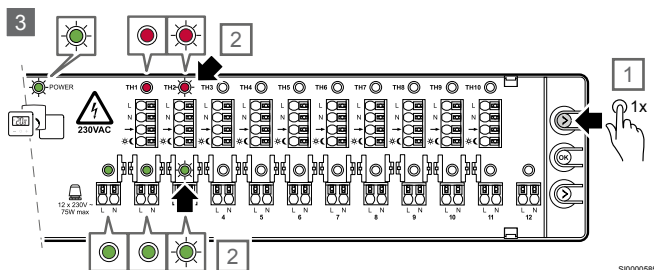 3
2
1
1x
POWER
TH1 TH2 TH3 TH4 TH5 TH6 TH7 TH8 TH9 TH10
L L L L L L L L L L
N N N N N N N N N N
230VAC
OK
12 x 230V ~
75W max
L N L N L N L N L N L N L N L N L N L N L N
4 5 6 7 8 9 10 11 12
2
SI0000580